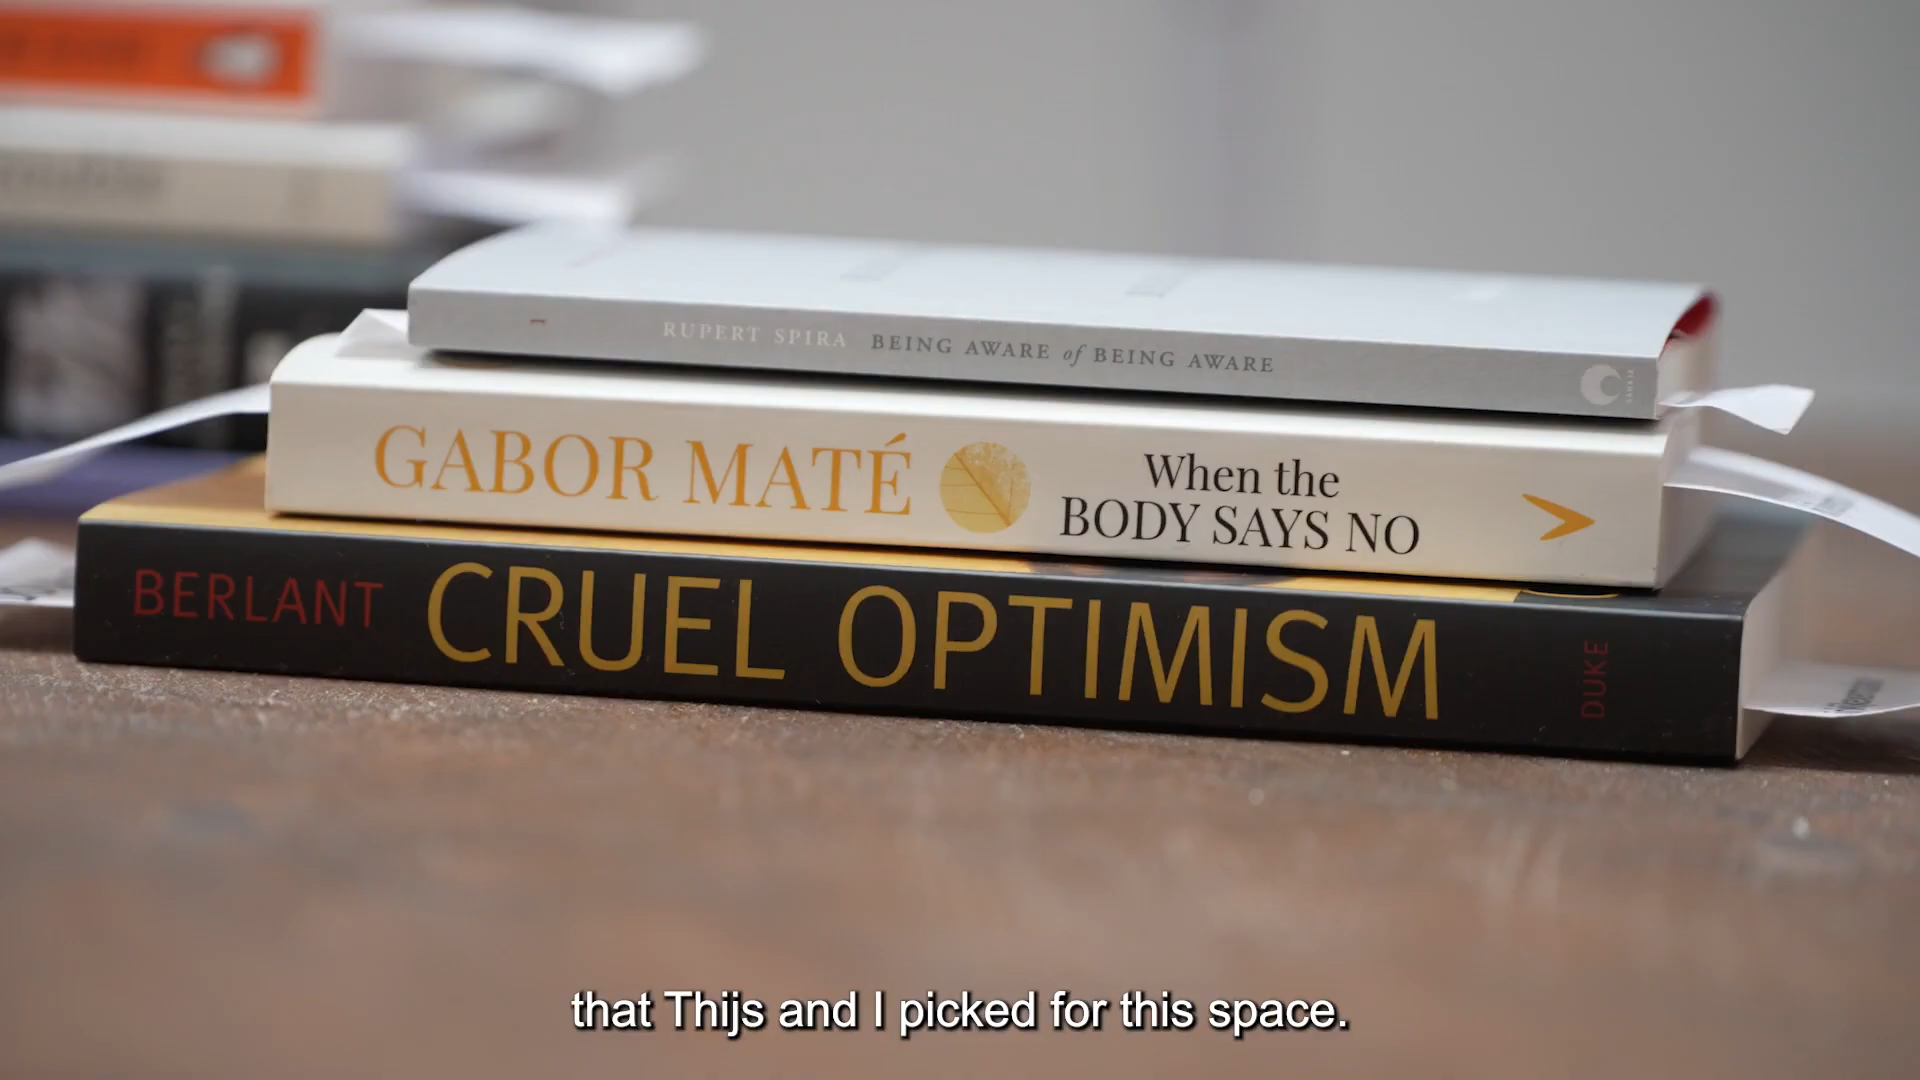 RUPERT SPIRA BEING AWARE of BEING AWARE
GABOR MATÉ When the
BODY SAYS NO
BERLANT CRUEL OPTIMISM DUKE
that Thijs and I picked for this space.